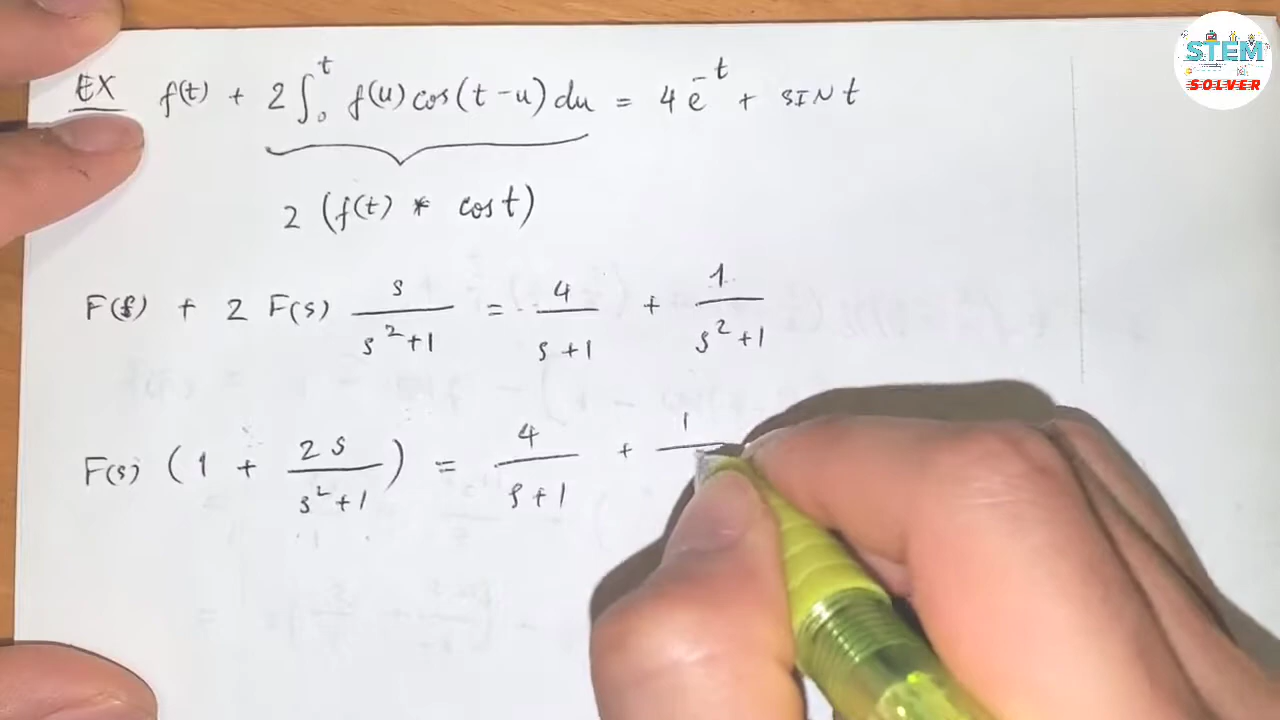 STEM
SOLVER
EX f(t) + 2 ∫₀ᵗ f(u) cos(t - u) du = 4 e^-t + SIN t
2 (f(t) * cos t)
F(s) + 2 F(s) s/(s²+1) = 4/(s+1) + 1/(s²+1)
F(s) (1 + 2s/(s²+1)) = 4/(s+1) + 1/